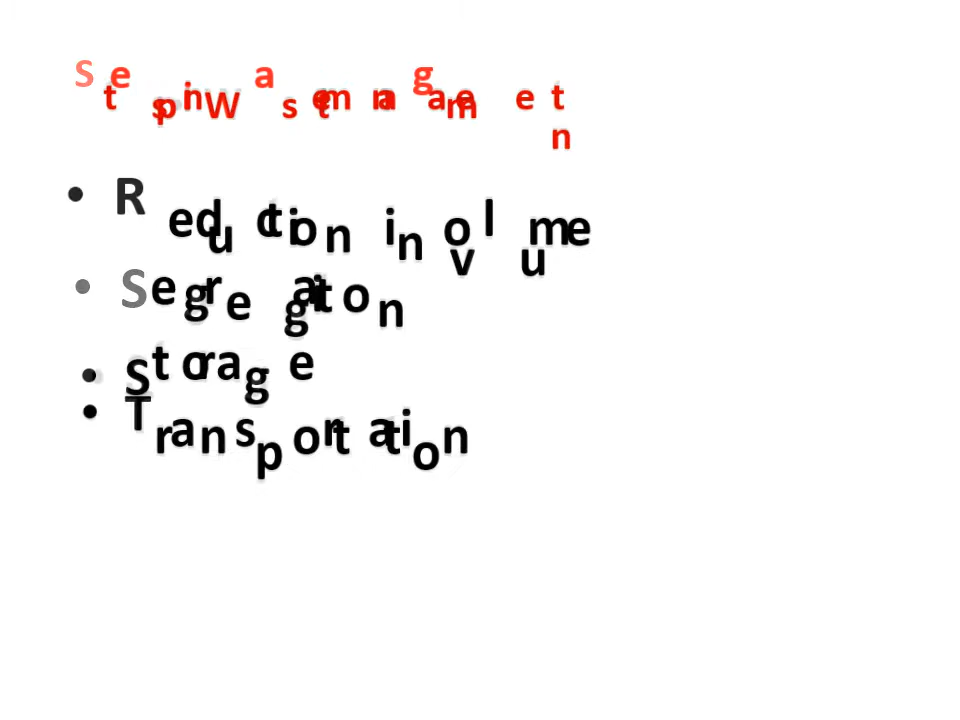 Steps in Waste management
• Reduction in volume
• Segregation
• Storage
• Transportation